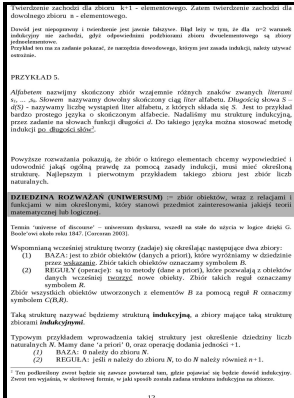 Twierdzenie zachodzi dla zbioru k+1 - elementowego. Zatem twierdzenie zachodzi dla
dowolnego zbioru n - elementowego.
Dowód jest niepoprawny i twierdzenie jest jawnie fałszywe. Błąd leży w tym, że dla n=2 warunek
indukcyjny nie zachodzi, gdyż odpowiednimi podzbiorami zbioru dwuelementowego są zbiory
jednoelementowe.
Przykład ten ma za zadanie pokazać, że narzędzia dowodowego, którym jest zasada indukcji, należy używać
ostrożnie.
PRZYKŁAD 5.
Alfabetem nazwijmy skończony zbiór wzajemnie różnych znaków zwanych literami
s₁, ... ,sₙ. Słowem nazywamy dowolny skończony ciąg liter alfabetu. Długością słowa S –
d(S) – nazywamy liczbę wystąpień liter alfabetu, z których składa się S. Jest to przykład
bardzo prostego języka o skończonym alfabecie. Nadaliśmy mu strukturę indukcyjną,
przez zadanie na słowach funkcji długości d. Do takiego języka można stosować metodę
indukcji po długości słów¹.
Powyższe rozważania pokazują, że zbiór o którego elementach chcemy wypowiedzieć i
udowodnić jakąś ogólną prawdę za pomocą zasady indukcji, musi mieć określoną
strukturę. Najlepszym i pierwotnym przykładem takiego zbioru jest zbiór liczb
naturalnych.
DZIEDZINA ROZWAŻAŃ (UNIWERSUM) := zbiór obiektów, wraz z relacjami i
funkcjami w nim określonymi, który stanowi przedmiot zainteresowania jakiejś teorii
matematycznej lub logicznej.
Termin 'universe of discourse' – uniwersum dyskursu, wszedł na stałe do użycia w logice dzięki G.
Boole'owi około roku 1847. [Corcoran 2003].
Wspomnianą wcześniej strukturę tworzy (zadaje) się określając następujące dwa zbiory:
(1) BAZA: jest to zbiór obiektów (danych a priori), które wyróżniamy w dziedzinie
przez wskazanie. Zbiór takich obiektów oznaczamy symbolem B.
(2) REGUŁY (operacje): są to metody (dane a priori), które pozwalają z obiektów
danych wcześniej tworzyć nowe obiekty. Zbiór takich reguł oznaczamy
symbolem R.
Zbiór wszystkich obiektów utworzonych z elementów B za pomocą reguł R oznaczmy
symbolem C(B,R).
Taką strukturę nazywać będziemy strukturą indukcyjną, a zbiory mające taką strukturę
zbiorami indukcyjnymi.
Typowym przykładem wprowadzenia takiej struktury jest określenie dziedziny liczb
naturalnych N. Mamy dane 'a priori' 0, oraz operację dodania jedności +1.
(1) BAZA: 0 należy do zbioru N.
(2) REGUŁA: jeśli n należy do zbioru N, to do N należy również n+1.
¹ Ten podkreślony zwrot będzie się zawsze powtarzał tam, gdzie pojawiać się będzie dowód indukcyjny.
Zwrot ten wyjaśnia, w skrótowej formie, w jaki sposób została zadana struktura indukcyjna na zbiorze.